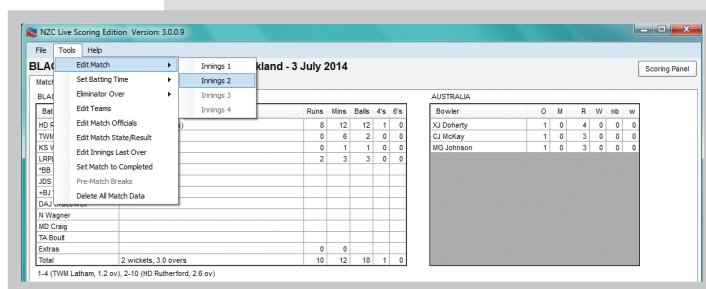 NZC Live Scoring Edition Version: 3.0.0.9
File Tools Help
BLA kland - 3 July 2014
Scoring Panel
Edit Match
Set Batting Time
Eliminator Over
Edit Teams
Edit Match Officials
Edit Match State/Result
Edit Innings Last Over
Set Match to Completed
Pre-Match Breaks
Delete All Match Data
Innings 1
Innings 2
Innings 3
Innings 4
Match
BLAC
Bat Runs Mins Balls 4's 6's
HD R 8 12 12 1 0
TWM 0 6 2 0 0
KS W 0 1 1 0 0
LRPL 2 3 3 0 0
*BB
JDS
+BJ
DAJ Bracewell
N Wagner
MD Craig
TA Boult
Extras 0 0
Total 2 wickets, 3.0 overs 10 12 18 1 0
1-4 (TWM Latham, 1.2 ov), 2-10 (HD Rutherford, 2.6 ov)
AUSTRALIA
Bowler O M R W nb w
XJ Doherty 1 0 4 0 0 0
CJ McKay 1 0 3 0 0 0
MG Johnson 1 0 3 0 0 0